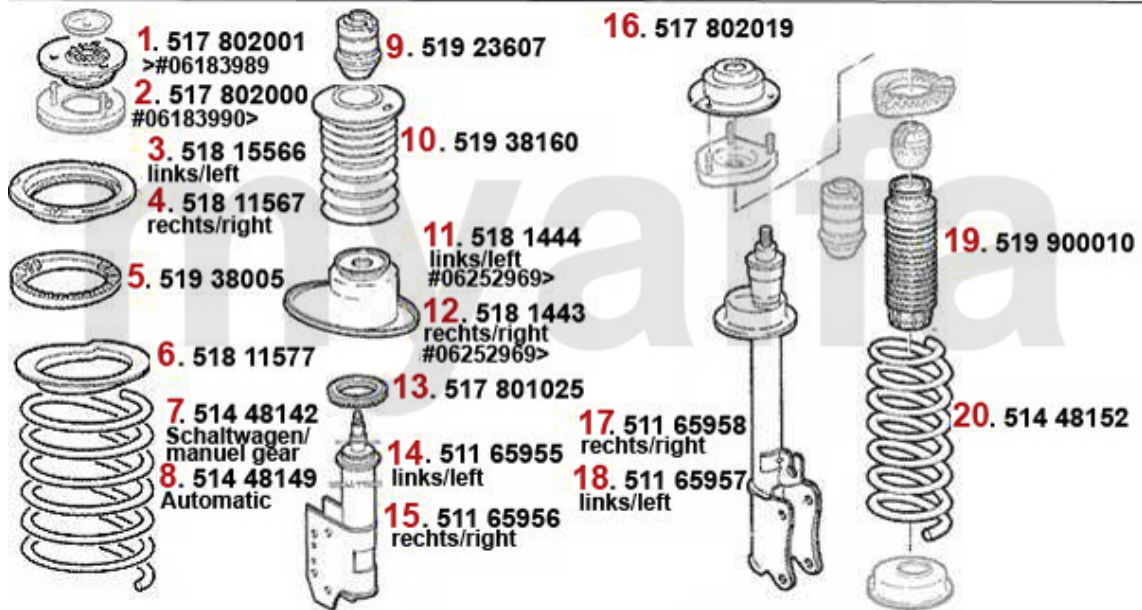 1. 517 802001
>#06183989
2. 517 802000
#06183990>
3. 518 15566
links/left
4. 518 11567
rechts/right
5. 519 38005
6. 518 11577
7. 514 48142
Schaltwagen/
manuel gear
8. 514 48149
Automatic
9. 519 23607
10. 519 38160
11. 518 1444
links/left
#06252969>
12. 518 1443
rechts/right
#06252969>
13. 517 801025
14. 511 65955
links/left
15. 511 65956
rechts/right
16. 517 802019
17. 511 65958
rechts/right
18. 511 65957
links/left
19. 519 900010
20. 514 48152
myalfa